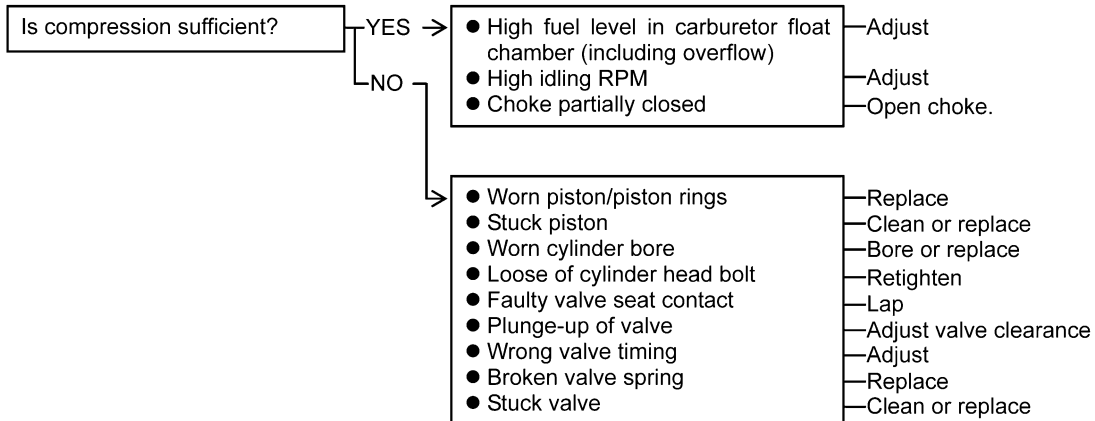 Is compression sufficient?
YES
● High fuel level in carburetor float
chamber (including overflow)
Adjust
● High idling RPM
Adjust
● Choke partially closed
Open choke.
NO
● Worn piston/piston rings
Replace
● Stuck piston
Clean or replace
● Worn cylinder bore
Bore or replace
● Loose of cylinder head bolt
Retighten
● Faulty valve seat contact
Lap
● Plunge-up of valve
Adjust valve clearance
● Wrong valve timing
Adjust
● Broken valve spring
Replace
● Stuck valve
Clean or replace